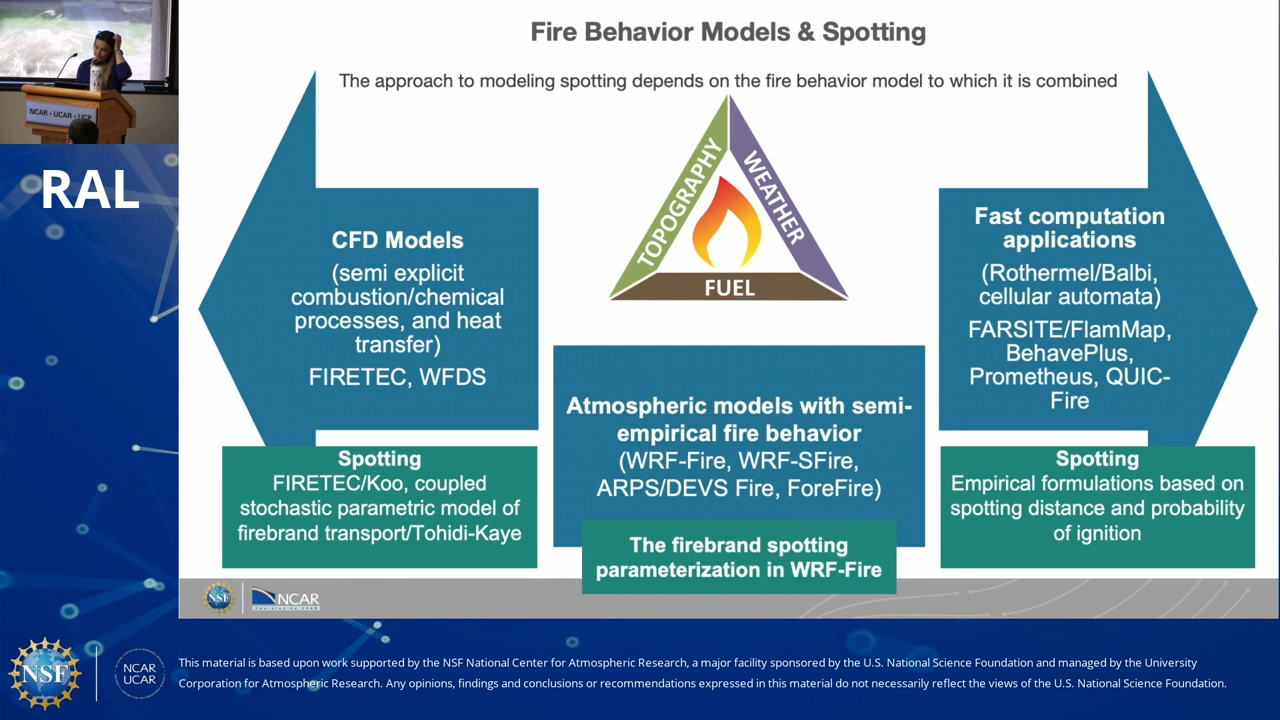 Fire Behavior Models & Spotting
The approach to modeling spotting depends on the fire behavior model to which it is combined
NCAR - UCAR - UCP
RAL
TOPOGRAPHY
WEATHER
FUEL
CFD Models
(semi explicit
combustion/chemical
processes, and heat
transfer)
FIRETEC, WFDS
Spotting
FIRETEC/Koo, coupled
stochastic parametric model of
firebrand transport/Tohidi-Kaye
Atmospheric models with semi-
empirical fire behavior
(WRF-Fire, WRF-SFire,
ARPS/DEVS Fire, ForeFire)
The firebrand spotting
parameterization in WRF-Fire
Fast computation
applications
(Rothermel/Balbi,
cellular automata)
FARSITE/FlamMap,
BehavePlus,
Prometheus, QUIC-
Fire
Spotting
Empirical formulations based on
spotting distance and probability
of ignition
NSF
NCAR
NSF
NCAR
UCAR
This material is based upon work supported by the NSF National Center for Atmospheric Research, a major facility sponsored by the U.S. National Science Foundation and managed by the University
Corporation for Atmospheric Research. Any opinions, findings and conclusions or recommendations expressed in this material do not necessarily reflect the views of the U.S. National Science Foundation.